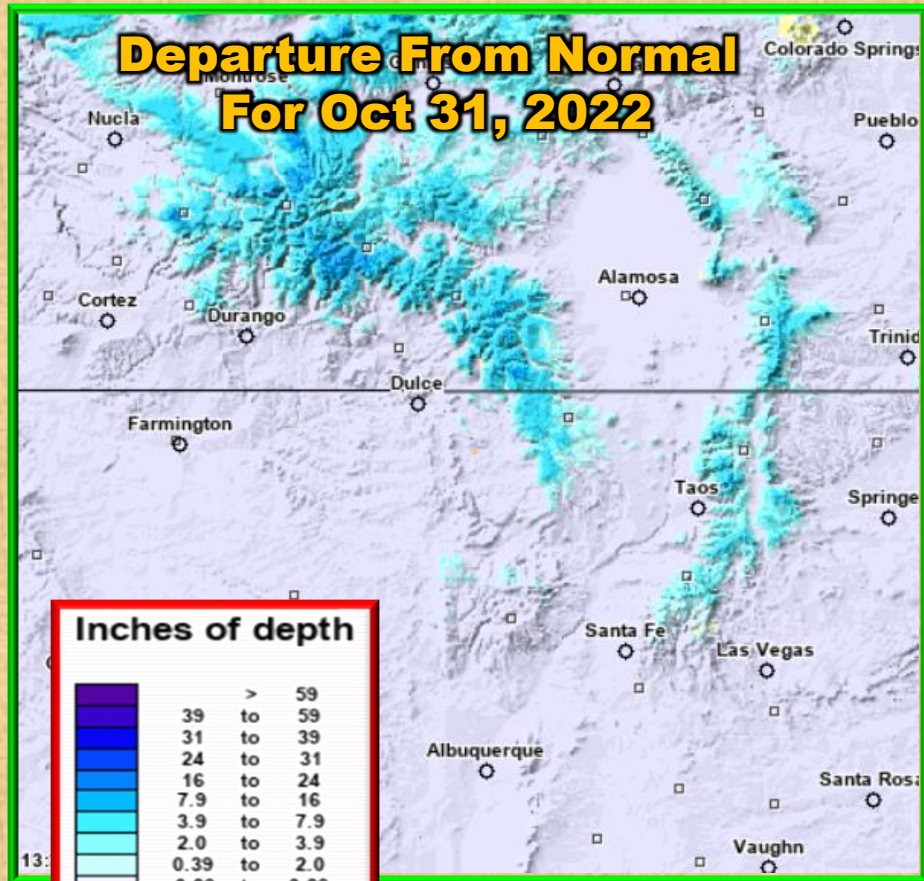 Departure From Normal
For Oct 31, 2022
Colorado Springs
Montrose
Nucla
Pueblo
Alamosa
Cortez
Durango
Dulce
Farmington
Taos
Santa Fe
Las Vegas
Albuquerque
Santa Rosa
Vaughn
13:
Inches of depth
> 59
39 to 59
31 to 39
24 to 31
16 to 24
7.9 to 16
3.9 to 7.9
2.0 to 3.9
0.39 to 2.0